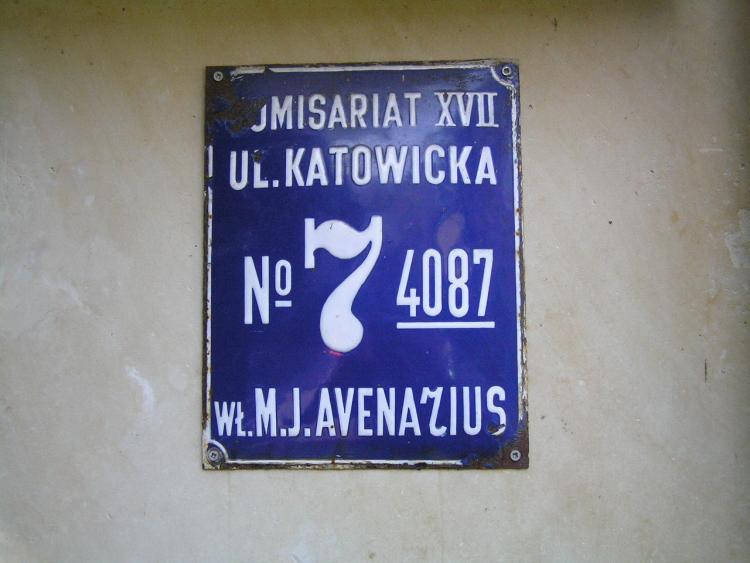 OMISARIAT XVII
UL. KATOWICKA
No 7 4087
WŁ. M. J. AVENARIUS